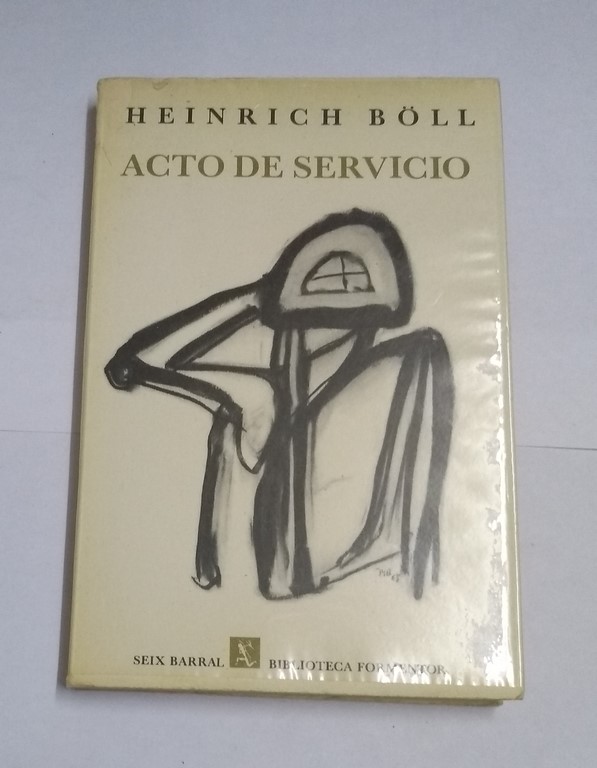 HEINRICH BÖLL
ACTO DE SERVICIO
SEIX BARRAL BIBLIOTECA FORMENTOR